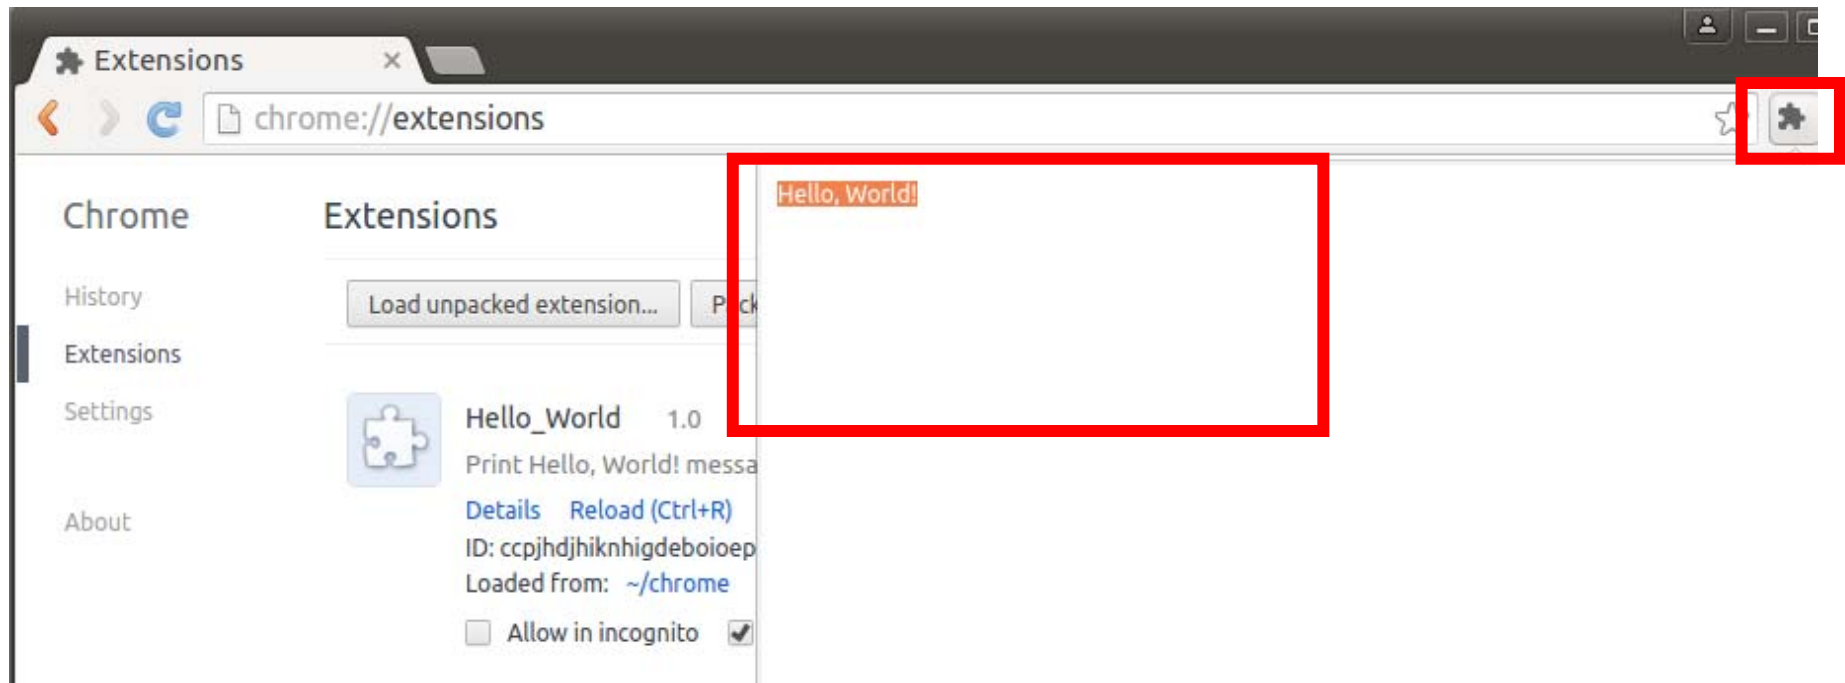 Extensions
chrome://extensions
Chrome
Extensions
Hello, World!
History
Load unpacked extension...
Extensions
Settings
Hello_World 1.0
Print Hello, World! messa
Details Reload (Ctrl+R)
About
ID: ccpjhdjhiknhigdeboioep
Loaded from: ~/chrome
Allow in incognito